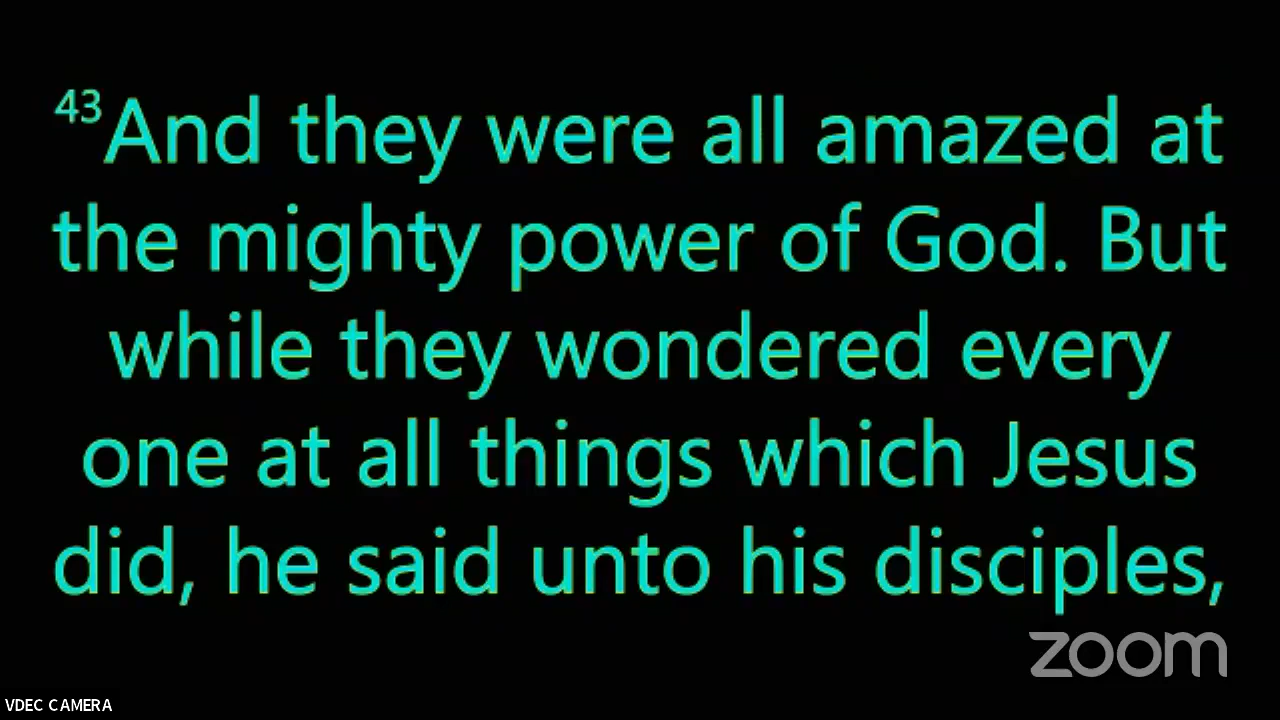 43And they were all amazed at
the mighty power of God. But
while they wondered every
one at all things which Jesus
did, he said unto his disciples,
zoom
VDEC CAMERA